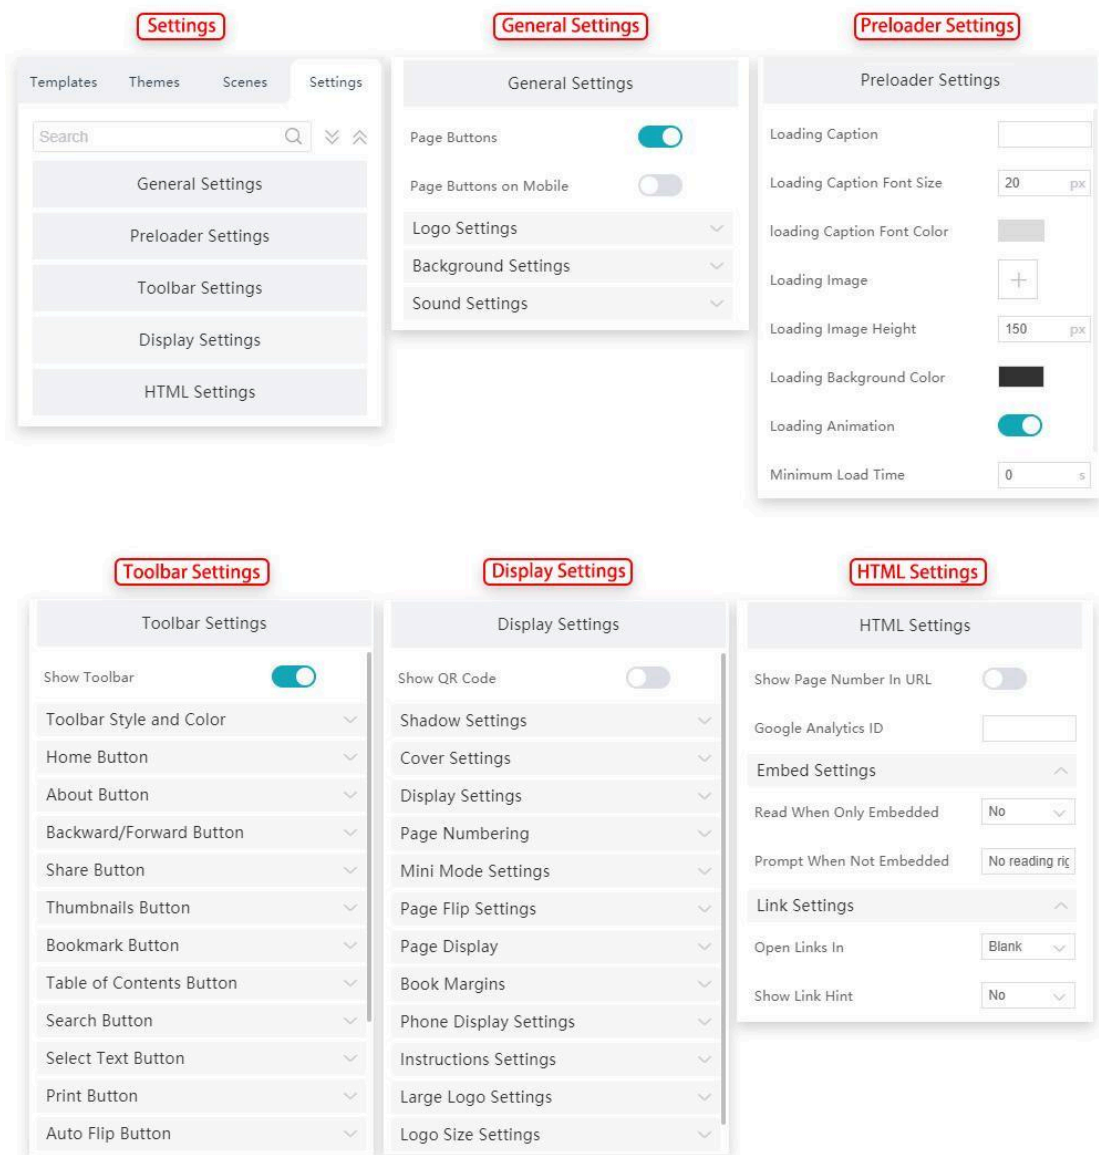 Settings
Templates Themes Scenes Settings
Search
General Settings
Preloader Settings
Toolbar Settings
Display Settings
HTML Settings
General Settings
General Settings
Page Buttons
Page Buttons on Mobile
Logo Settings
Background Settings
Sound Settings
Preloader Settings
Preloader Settings
Loading Caption
Loading Caption Font Size 20 px
loading Caption Font Color
Loading Image
Loading Image Height 150 px
Loading Background Color
Loading Animation
Minimum Load Time 0 s
Toolbar Settings
Toolbar Settings
Show Toolbar
Toolbar Style and Color
Home Button
About Button
Backward/Forward Button
Share Button
Thumbnails Button
Bookmark Button
Table of Contents Button
Search Button
Select Text Button
Print Button
Auto Flip Button
Display Settings
Display Settings
Show QR Code
Shadow Settings
Cover Settings
Display Settings
Page Numbering
Mini Mode Settings
Page Flip Settings
Page Display
Book Margins
Phone Display Settings
Instructions Settings
Large Logo Settings
Logo Size Settings
HTML Settings
HTML Settings
Show Page Number In URL
Google Analytics ID
Embed Settings
Read When Only Embedded No
Prompt When Not Embedded No reading rig
Link Settings
Open Links In Blank
Show Link Hint No